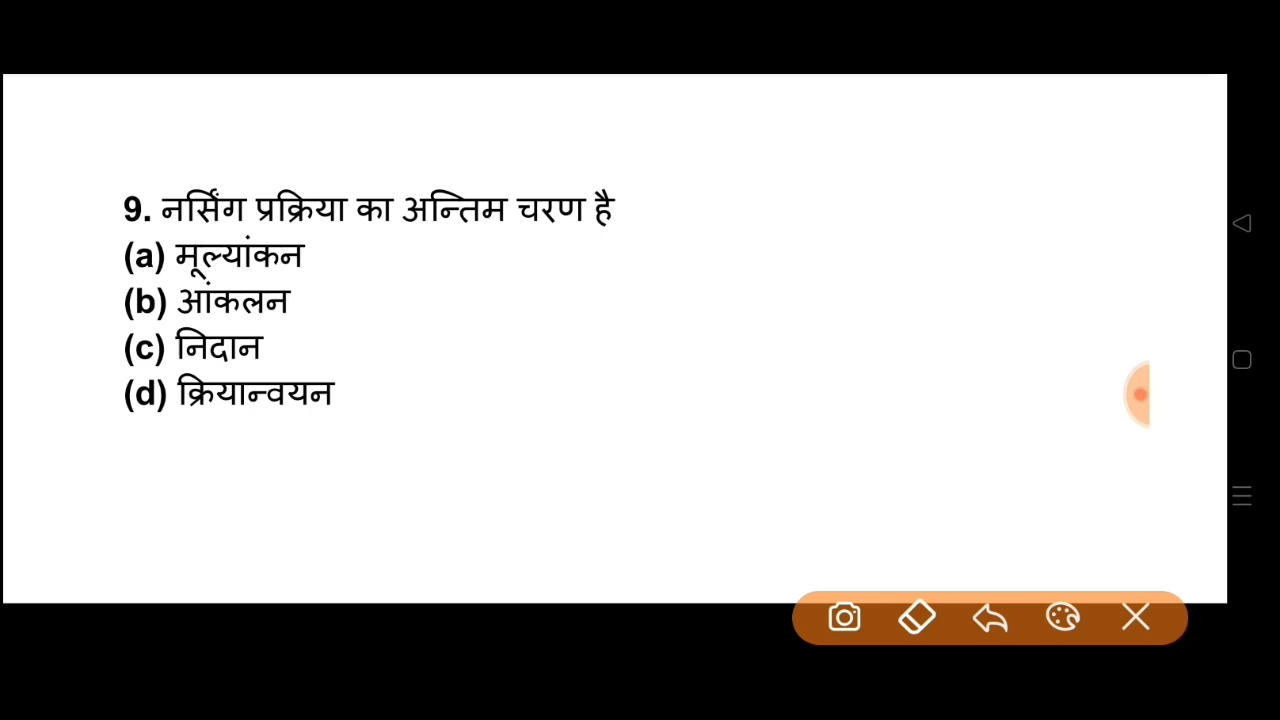 9. नर्सिंग प्रक्रिया का अन्तिम चरण है
(a) मूल्यांकन
(b) आंकलन
(c) निदान
(d) क्रियान्वयन